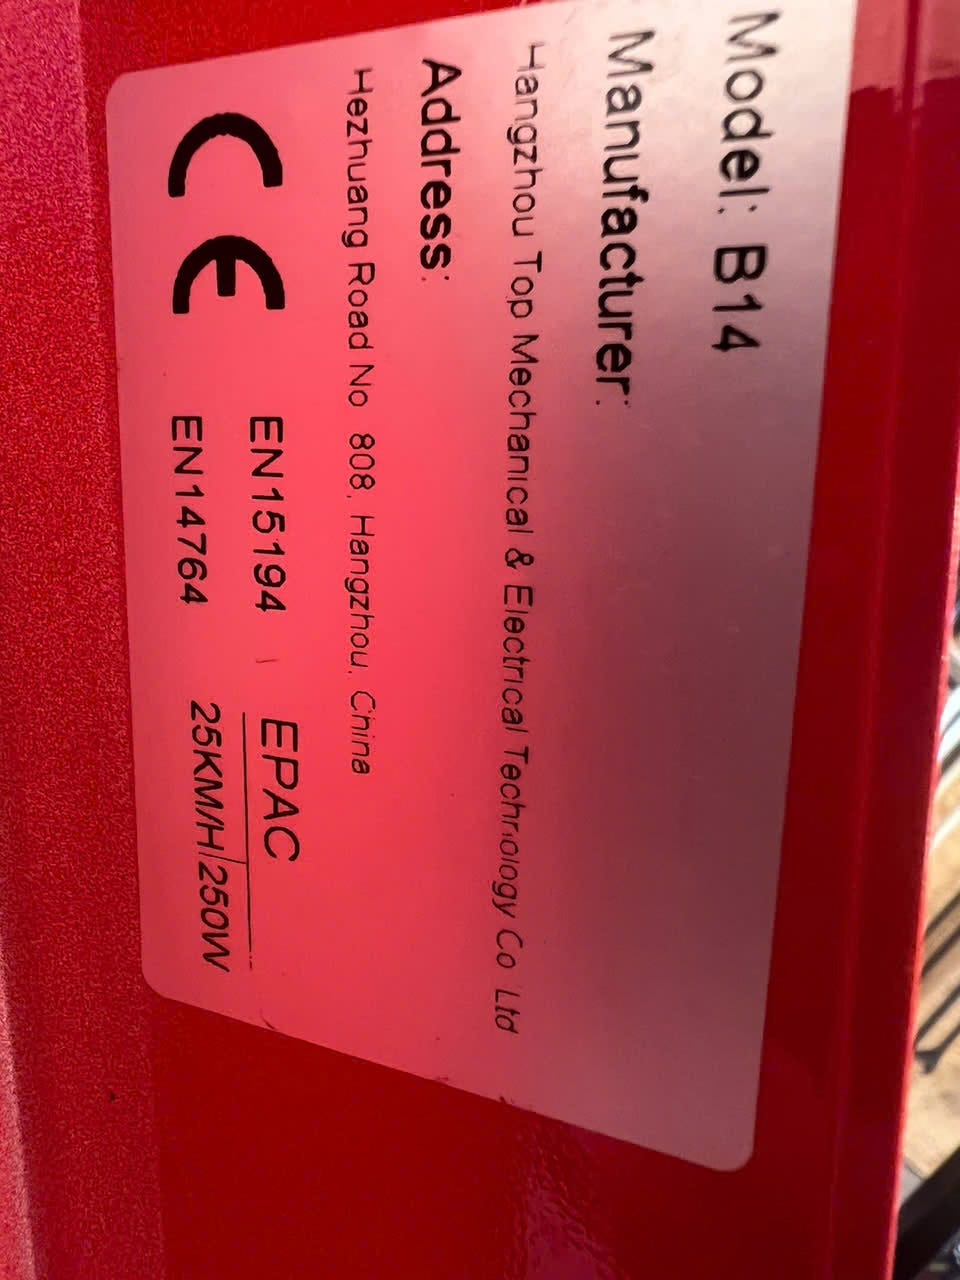 Model: B14
Manufacturer:
Hangzhou Top Mechanical & Electrical Technology Co Ltd
Address:
Hezhuang Road No 808, Hangzhou, China
CE EN15194 EPAC
EN14764 25KM/H/250W